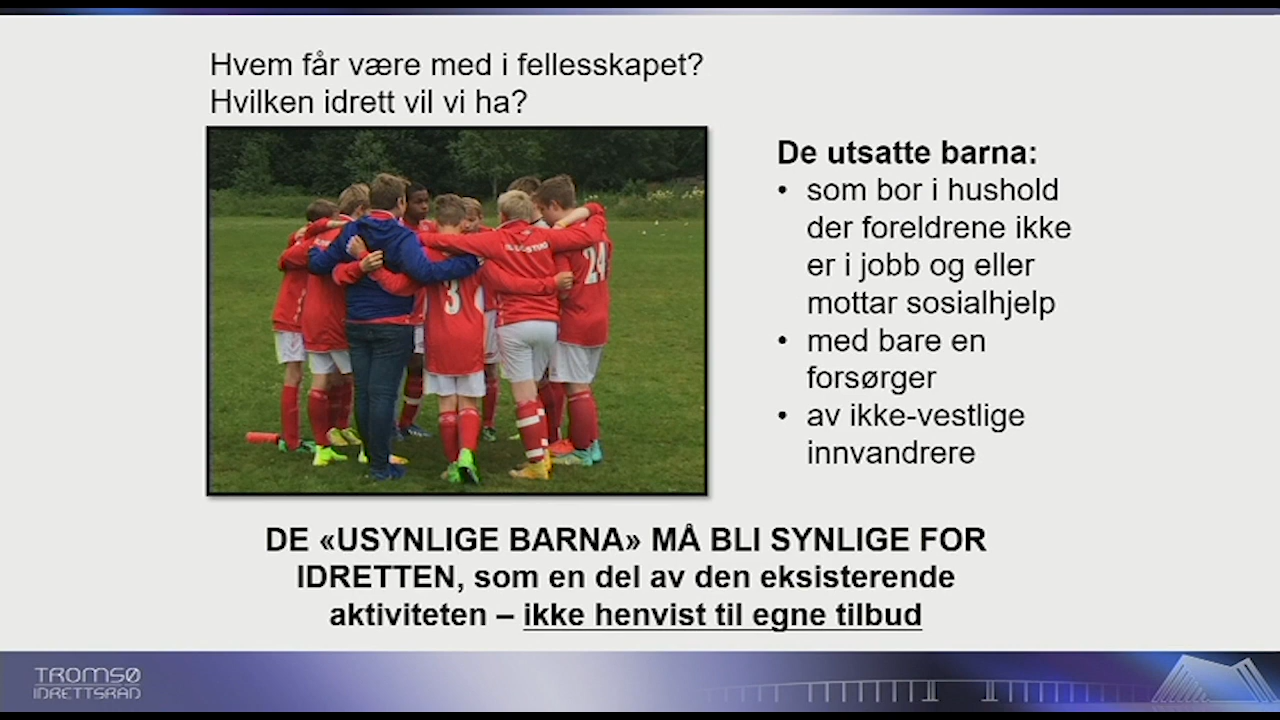 Hvem får være med i fellesskapet?
Hvilken idrett vil vi ha?
De utsatte barna:
• som bor i hushold
der foreldrene ikke
er i jobb og eller
mottar sosialhjelp
• med bare en
forsørger
• av ikke-vestlige
innvandrere
3
24
DE «USYNLIGE BARNA» MÅ BLI SYNLIGE FOR
IDRETTEN, som en del av den eksisterende
aktiviteten – ikke henvist til egne tilbud
TROMSØ
IDRETTSRÅD